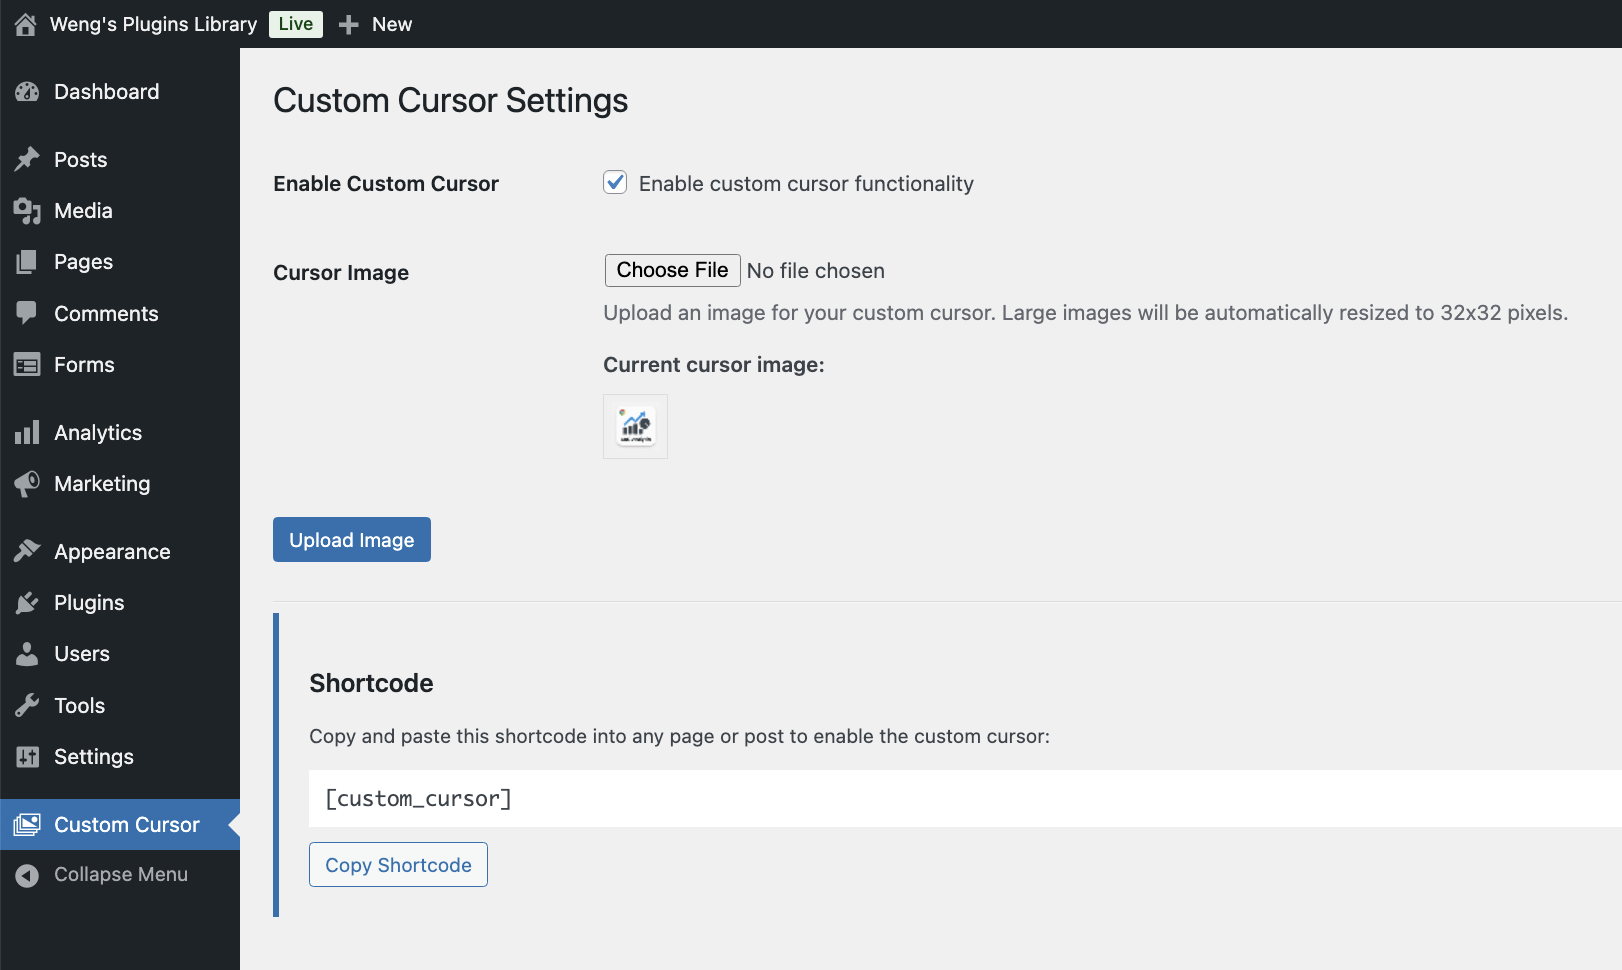 Weng's Plugins Library Live New
Dashboard
Posts
Media
Pages
Comments
Forms
Analytics
Marketing
Appearance
Plugins
Users
Tools
Settings
Custom Cursor
Collapse Menu
Custom Cursor Settings
Enable Custom Cursor
Enable custom cursor functionality
Cursor Image
Choose File No file chosen
Upload an image for your custom cursor. Large images will be automatically resized to 32x32 pixels.
Current cursor image:
Upload Image
Shortcode
Copy and paste this shortcode into any page or post to enable the custom cursor:
[custom_cursor]
Copy Shortcode